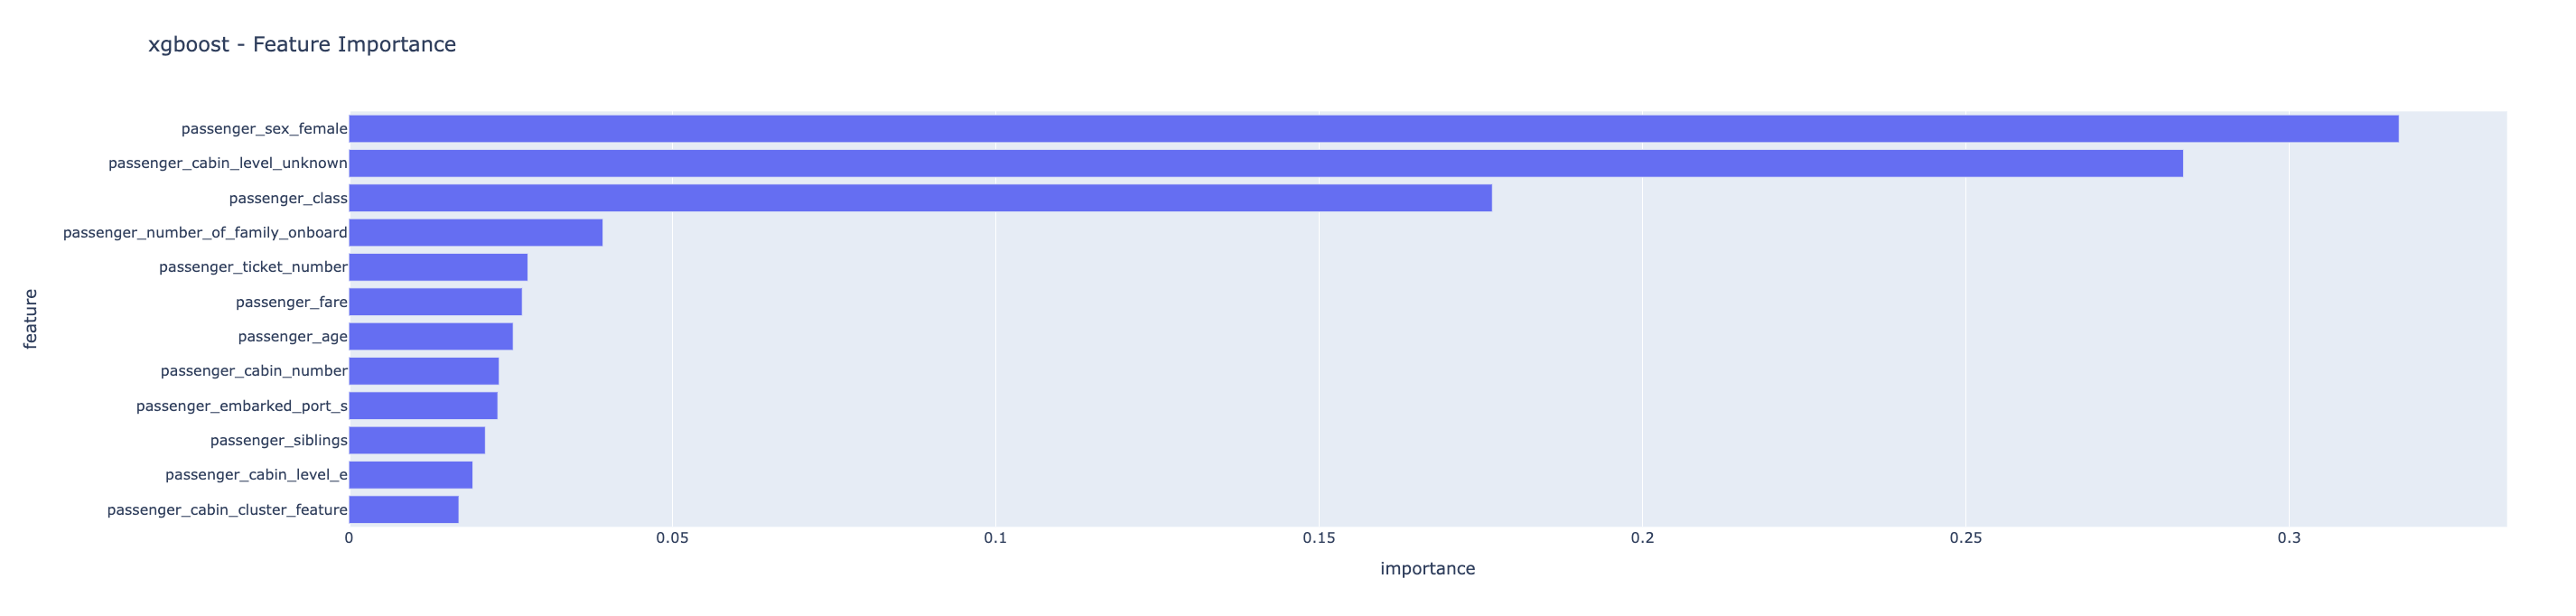 xgboost - Feature Importance
feature
passenger_sex_female
passenger_cabin_level_unknown
passenger_class
passenger_number_of_family_onboard
passenger_ticket_number
passenger_fare
passenger_age
passenger_cabin_number
passenger_embarked_port_s
passenger_siblings
passenger_cabin_level_e
passenger_cabin_cluster_feature
0 0.05 0.1 0.15 0.2 0.25 0.3
importance